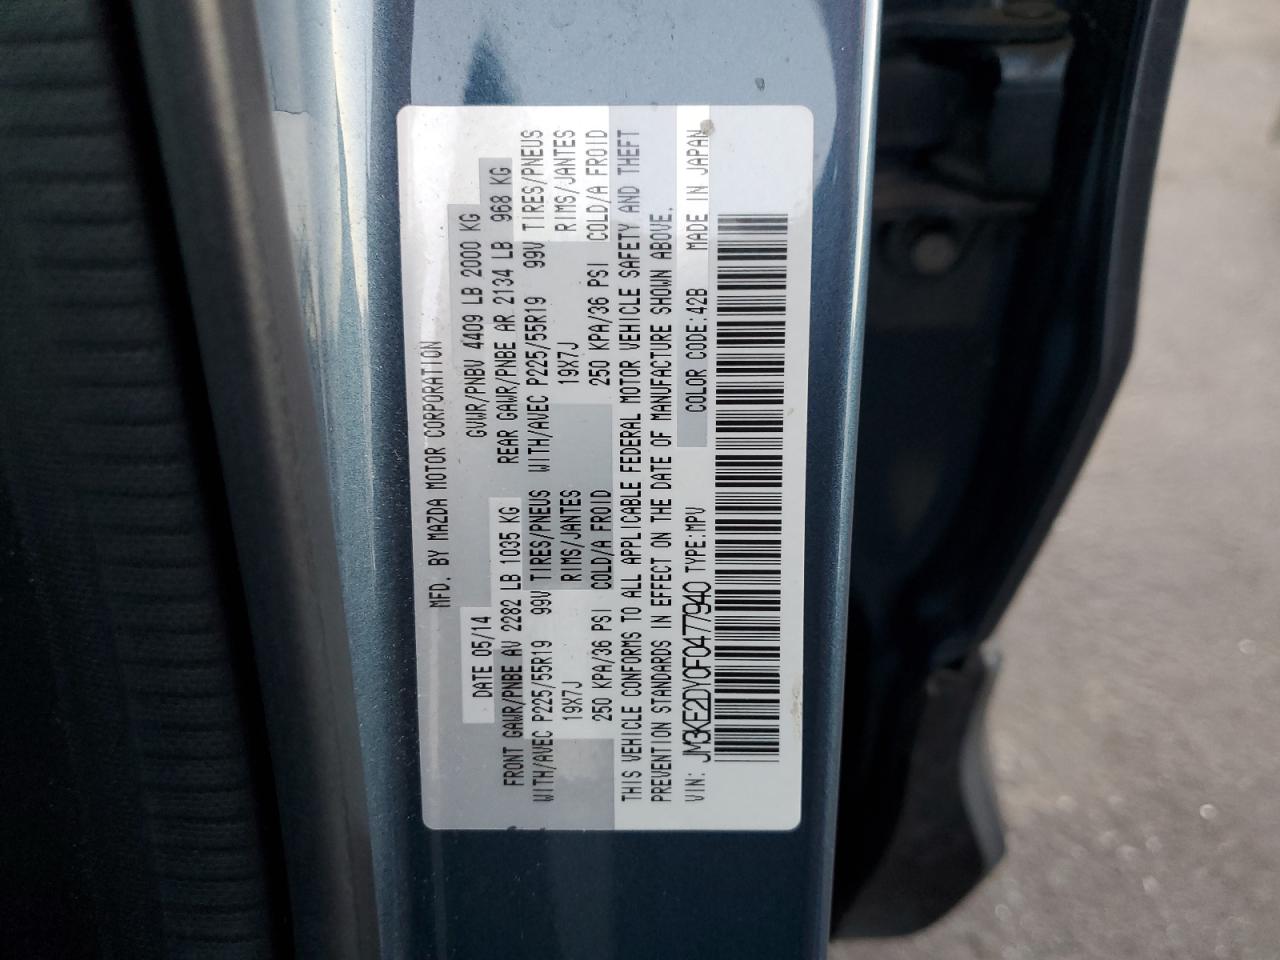 MFD. BY MAZDA MOTOR CORPORATION
DATE 05/14 GVWR/PNBV 4409 LB 2000 KG
FRONT GAWR/PNBE AV 2282 LB 1035 KG REAR GAWR/PNBE AR 2134 LB 968 KG
WITH/AVEC P225/55R19 99V TIRES/PNEUS WITH/AVEC P225/55R19 99V TIRES/PNEUS
19X7J RIMS/JANTES 19X7J RIMS/JANTES
250 KPA/36 PSI COLD/A FROID 250 KPA/36 PSI COLD/A FROID
THIS VEHICLE CONFORMS TO ALL APPLICABLE FEDERAL MOTOR VEHICLE SAFETY AND THEFT
PREVENTION STANDARDS IN EFFECT ON THE DATE OF MANUFACTURE SHOWN ABOVE.
VIN: JM3KE2DY0F0477940 TYPE:MPV COLOR CODE:42B MADE IN JAPAN